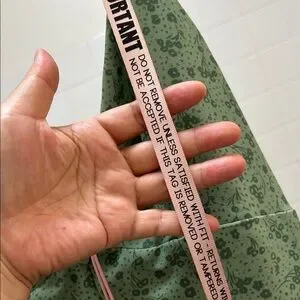 ORTANT
DO NOT REMOVE UNLESS SATISFIED WITH FIT - RETURNS WI
NOT BE ACCEPTED IF THIS TAG IS REMOVED OR TAMPERED